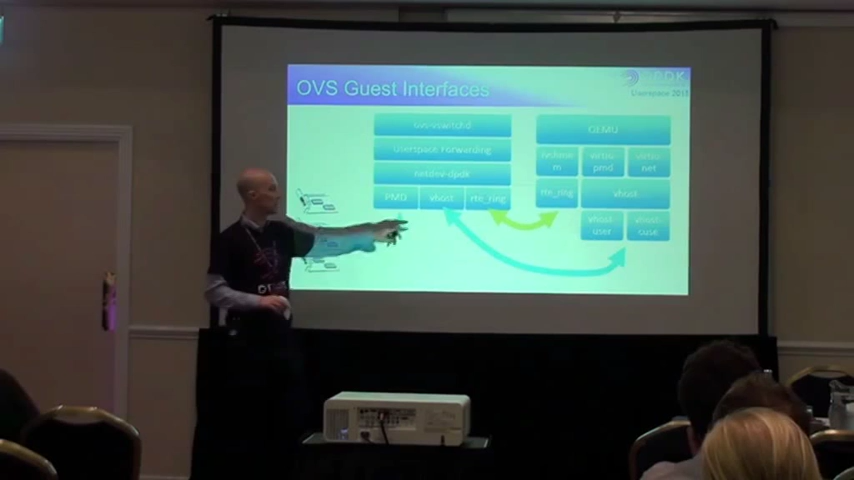 OVS Guest Interfaces
DPDK
Userspace 2015
ovs-vswitchd
Userspace Forwarding
netdev-dpdk
PMD vhost rte_ring
QEMU
virtio-pmd
virtio-net
rte_ring vhost
vhost-user
vhost-cuse